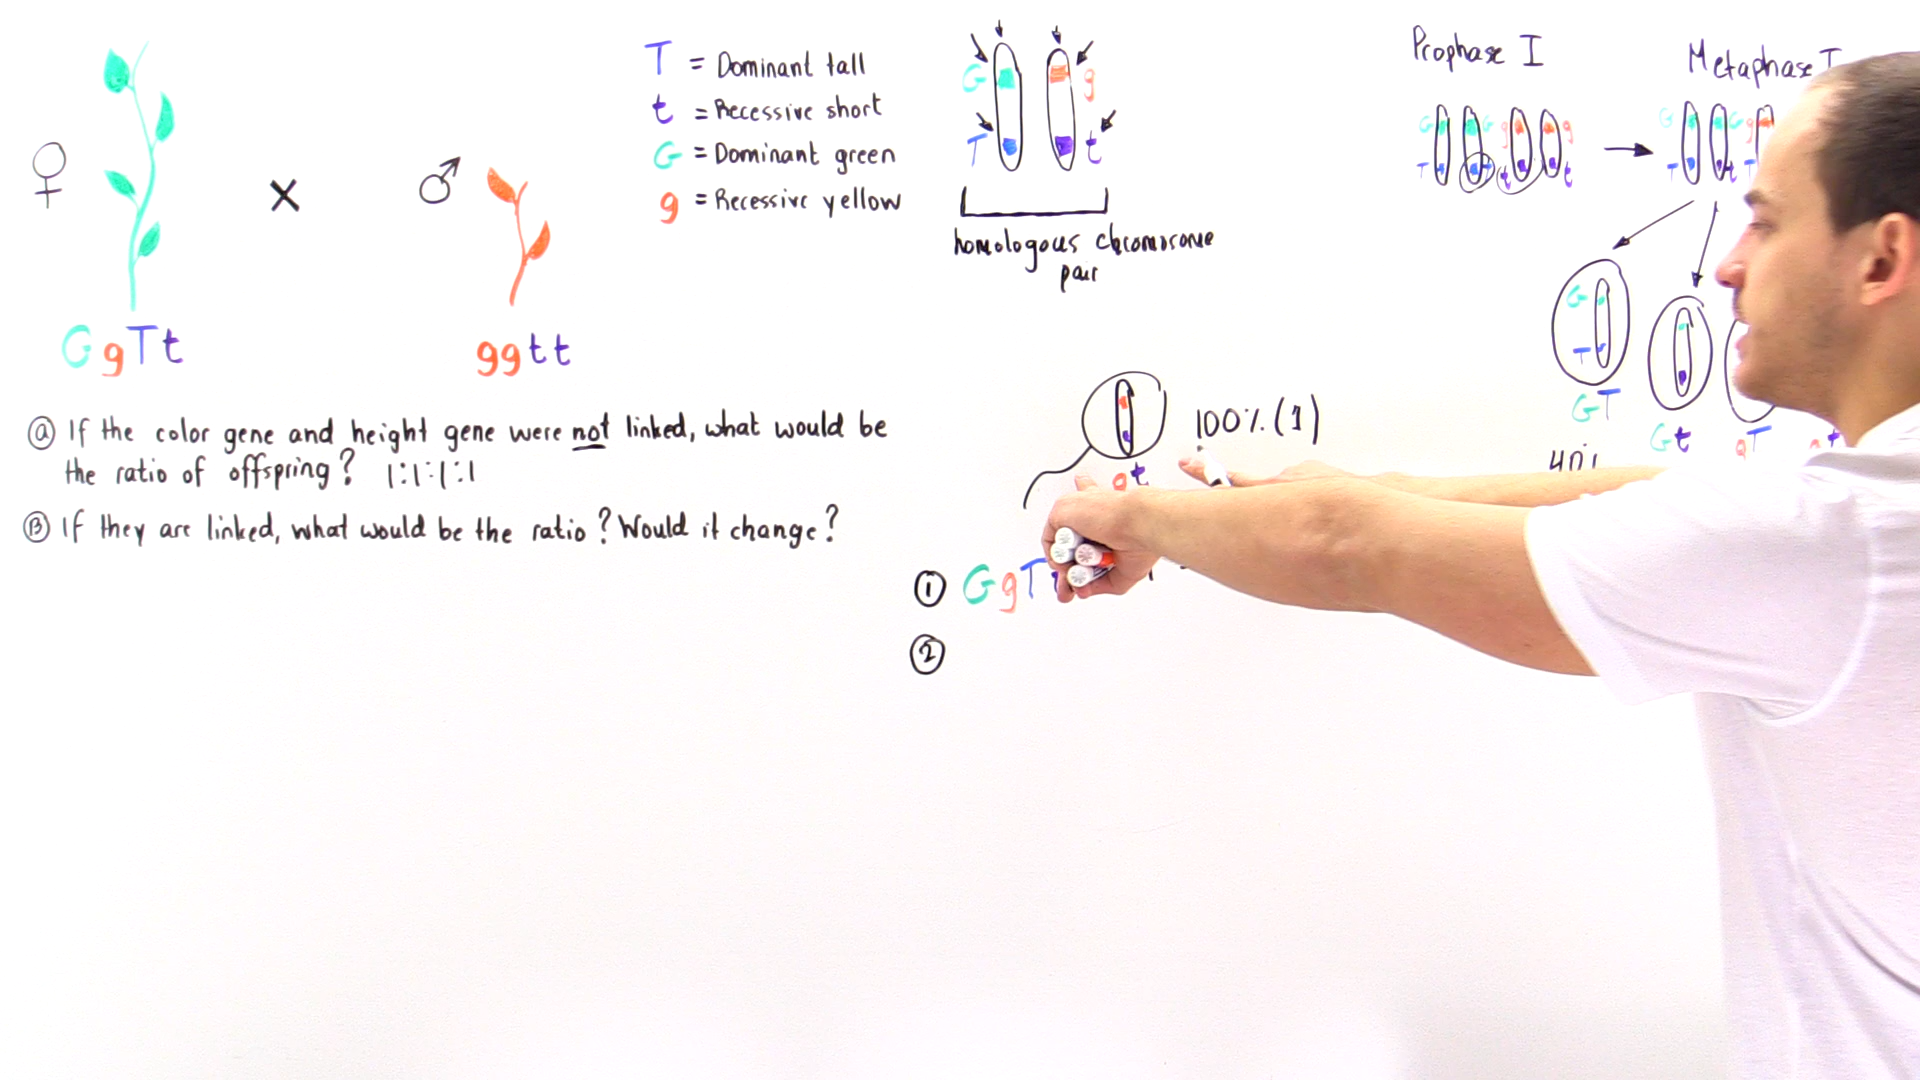 ♀ × ♂
GgTt
ggtt
T = Dominant tall
t = Recessive short
G = Dominant green
g = Recessive yellow
G g
T t
homologous chromosome
pair
Prophase I
Metaphase I
G G g g
T T t t
G G g
T t T
G
T
GT
Gt
gT
Ⓐ If the color gene and height gene were not linked, what would be
the ratio of offspring? 1:1:1:1
Ⓑ If they are linked, what would be the ratio? Would it change?
100% (1)
gt
① GgT
②